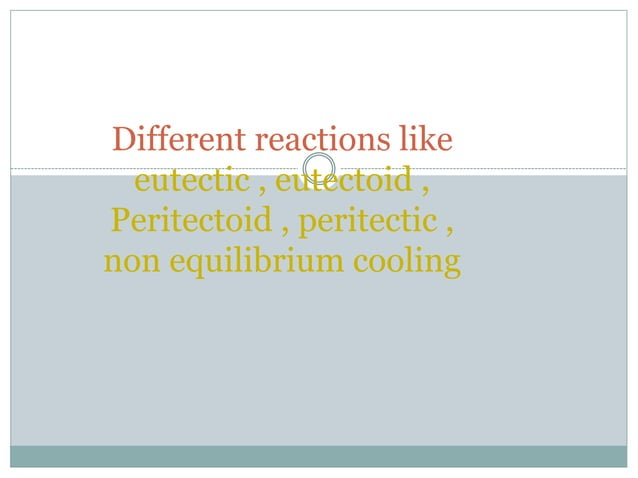 Different reactions like
eutectic , eutectoid ,
Peritectoid , peritectic ,
non equilibrium cooling